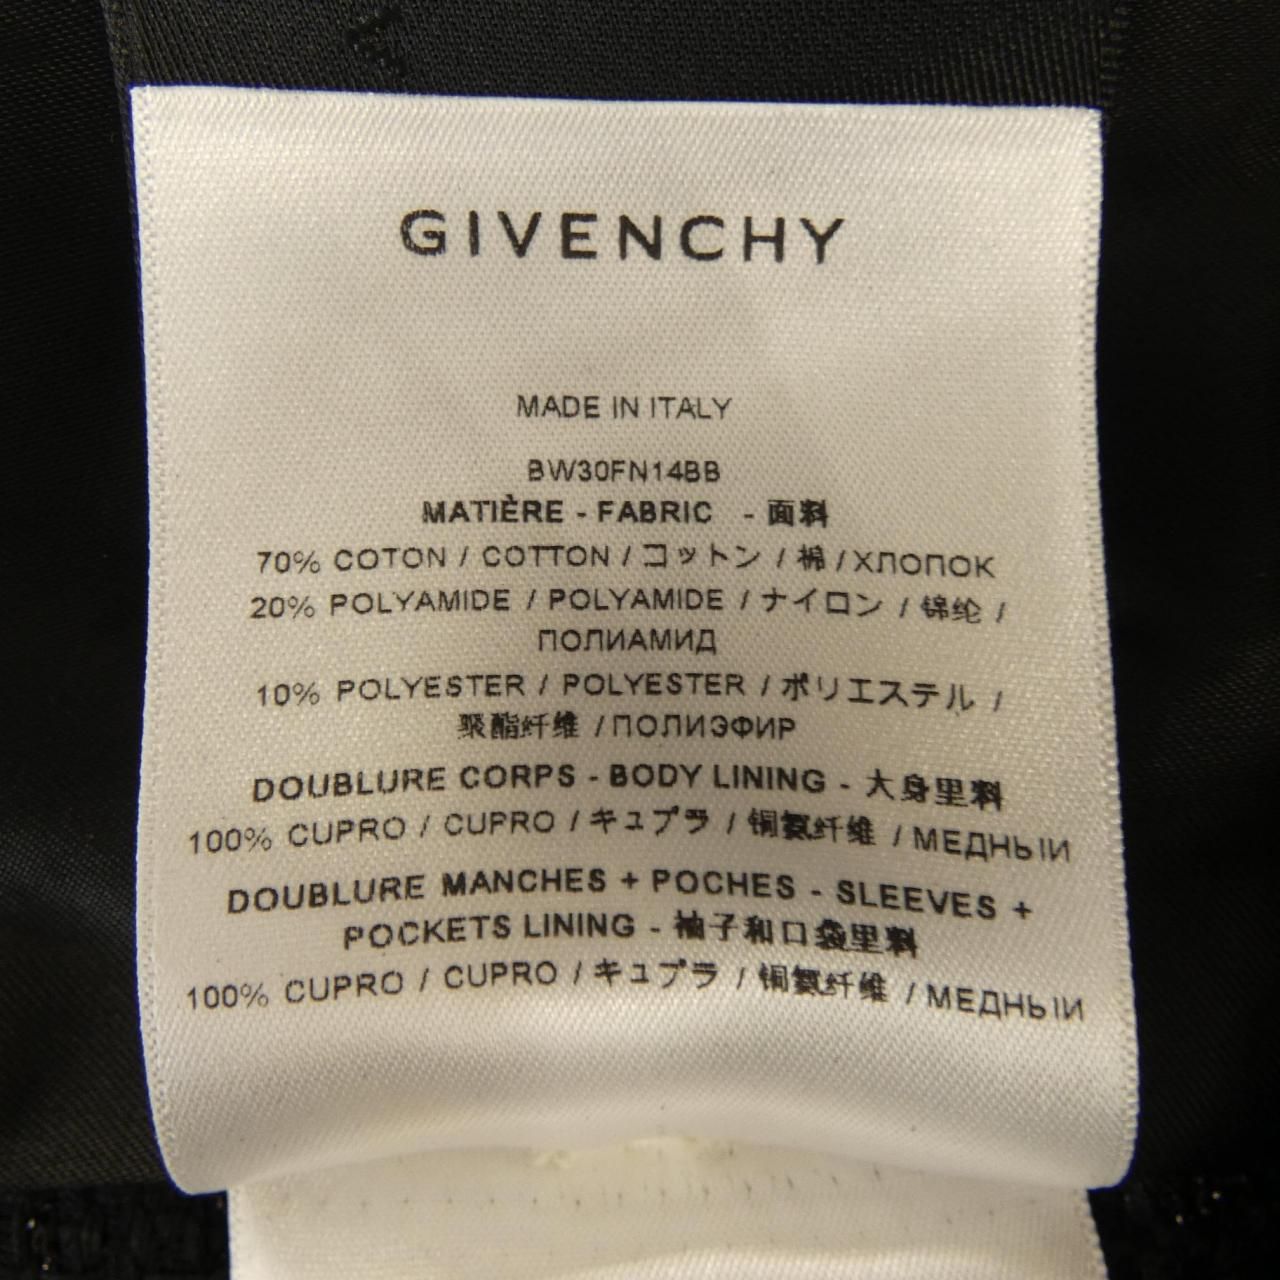 GIVENCHY
MADE IN ITALY
BW30FN14BB
MATIÈRE - FABRIC - 面料
70% COTON / COTTON / コットン / 棉 / ХЛОПОК
20% POLYAMIDE / POLYAMIDE / ナイロン / 锦纶 /
ПОЛИАМИД
10% POLYESTER / POLYESTER / ポリエステル /
聚酯纤维 / ПОЛИЭФИР
DOUBLURE CORPS - BODY LINING - 大身里料
100% CUPRO / CUPRO / キュプラ / 铜氨纤维 / МЕДНЫЙ
DOUBLURE MANCHES + POCHES - SLEEVES +
POCKETS LINING - 袖子和口袋里料
100% CUPRO / CUPRO / キュプラ / 铜氨纤维 / МЕДНЫЙ